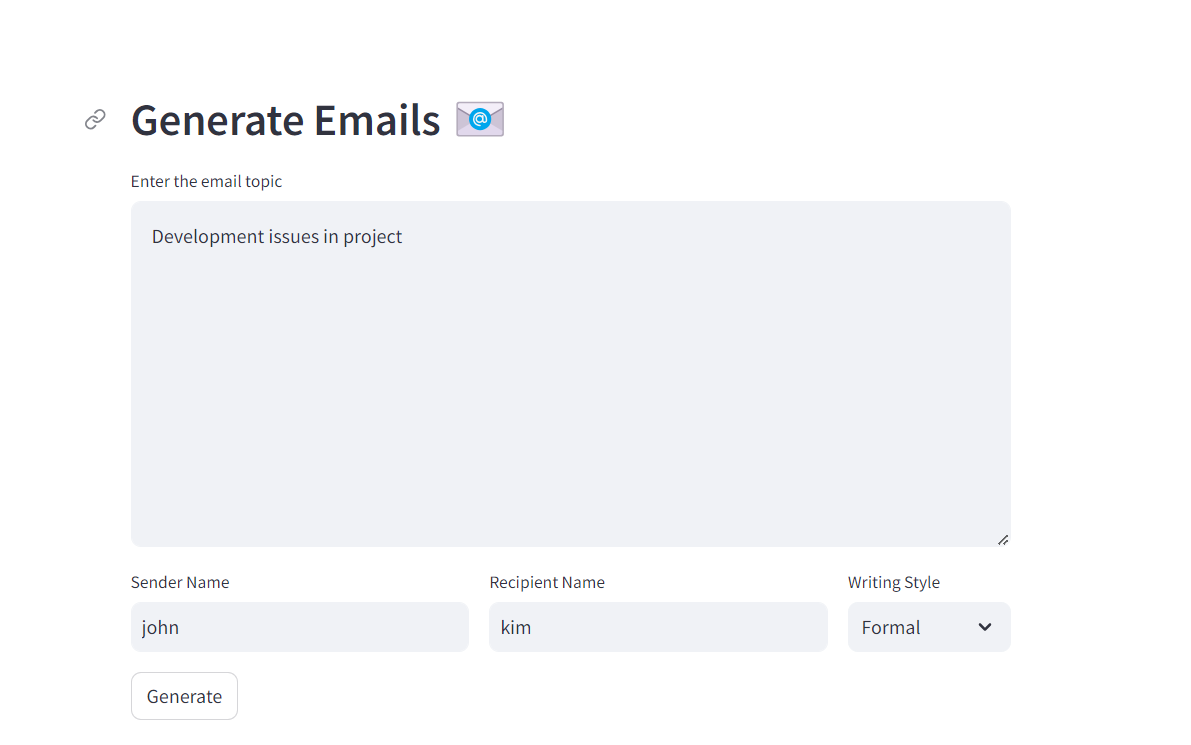 Generate Emails
Enter the email topic
Development issues in project
Sender Name
Recipient Name
Writing Style
john
kim
Formal
Generate